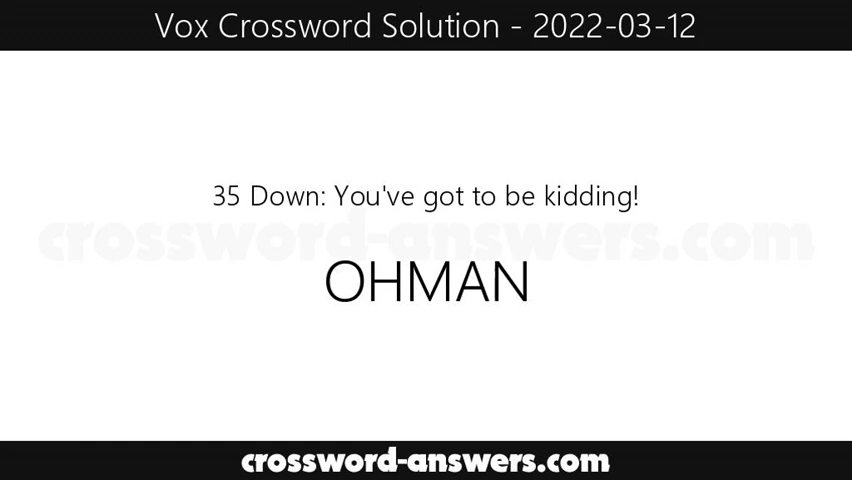 Vox Crossword Solution - 2022-03-12
35 Down: You've got to be kidding!
crossword-answers.com
OHMAN
crossword-answers.com